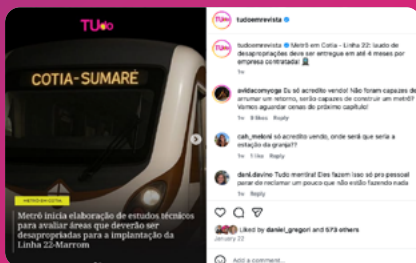 TUdo
COTIA-SUMARÉ
METRÔ EM COTIA
Metrô inicia elaboração de estudos técnicos
para avaliar áreas que deverão ser
desapropriadas para a implantação da
Linha 22-Marrom
tudoemrevista
tudoemrevista Metrô em Cotia - Linha 22: laudo de
desapropriações deve ser entregue em até 4 meses por
empresa contratada!
1w
avidacomyoga Eu só acredito vendo! Não foram capazes de
arrumar um retorno, serão capazes de construir um metrô?
Vamos aguardar cenas do próximo capítulo!
1w 9 likes Reply
cah_meloni só acredito vendo, onde será que seria a
estação da granja??
1w 1 like Reply
dani.davino Tudo mentira! Eles fazem isso só pro pessoal
parar de reclamar um pouco que não estão fazendo nada
1w Reply
Liked by daniel_gregori and 573 others
January 22
Add a comment...